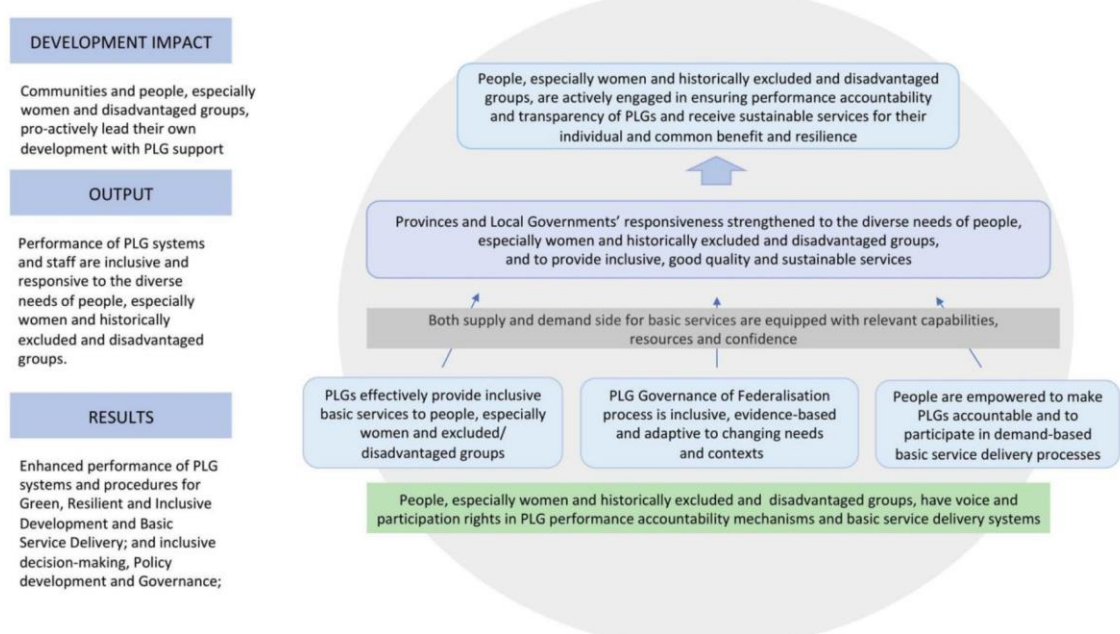 DEVELOPMENT IMPACT
Communities and people, especially
women and disadvantaged groups,
pro-actively lead their own
development with PLG support
OUTPUT
Performance of PLG systems
and staff are inclusive and
responsive to the diverse
needs of people, especially
women and historically
excluded and disadvantaged
groups.
RESULTS
Enhanced performance of PLG
systems and procedures for
Green, Resilient and Inclusive
Development and Basic
Service Delivery; and inclusive
decision-making, Policy
development and Governance;
People, especially women and historically excluded and disadvantaged
groups, are actively engaged in ensuring performance accountability
and transparency of PLGs and receive sustainable services for their
individual and common benefit and resilience
Provinces and Local Governments’ responsiveness strengthened to the diverse needs of people,
especially women and historically excluded and disadvantaged groups,
and to provide inclusive, good quality and sustainable services
Both supply and demand side for basic services are equipped with relevant capabilities,
resources and confidence
PLGs effectively provide inclusive
basic services to people, especially
women and excluded/
disadvantaged groups
PLG Governance of Federalisation
process is inclusive, evidence-based
and adaptive to changing needs
and contexts
People are empowered to make
PLGs accountable and to
participate in demand-based
basic service delivery processes
People, especially women and historically excluded and disadvantaged groups, have voice and
participation rights in PLG performance accountability mechanisms and basic service delivery systems